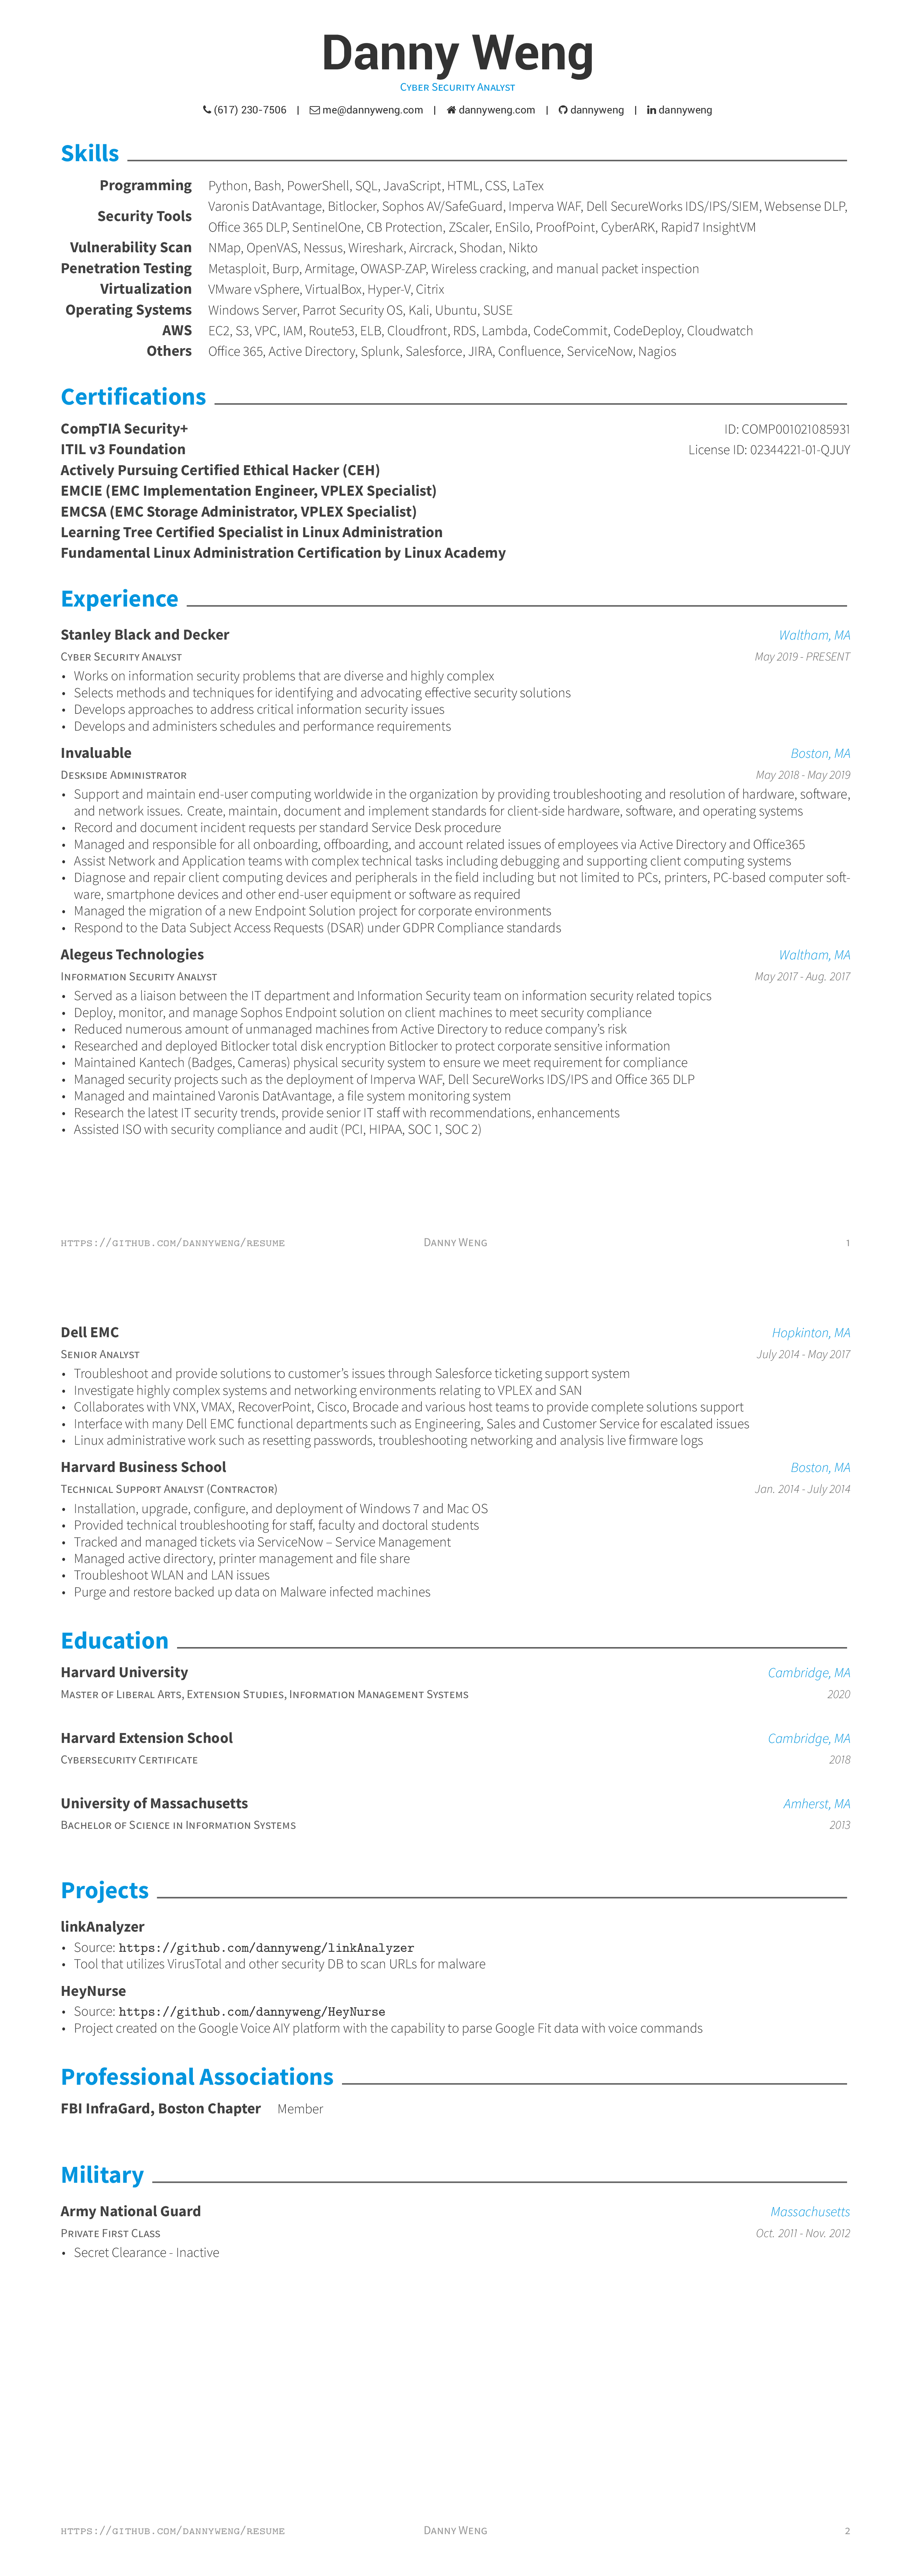 Danny Weng
Cyber Security Analyst
(617) 230-7506 | me@dannyweng.com | dannyweng.com | dannyweng | dannyweng
Skills
Programming Python, Bash, PowerShell, SQL, JavaScript, HTML, CSS, LaTex
Security Tools Varonis DatAvantage, Bitlocker, Sophos AV/SafeGuard, Imperva WAF, Dell SecureWorks IDS/IPS/SIEM, Websense DLP,
Office 365 DLP, SentinelOne, CB Protection, ZScaler, EnSilo, ProofPoint, CyberARK, Rapid7 InsightVM
Vulnerability Scan NMap, OpenVAS, Nessus, Wireshark, Aircrack, Shodan, Nikto
Penetration Testing Metasploit, Burp, Armitage, OWASP-ZAP, Wireless cracking, and manual packet inspection
Virtualization VMware vSphere, VirtualBox, Hyper-V, Citrix
Operating Systems Windows Server, Parrot Security OS, Kali, Ubuntu, SUSE
AWS EC2, S3, VPC, IAM, Route53, ELB, Cloudfront, RDS, Lambda, CodeCommit, CodeDeploy, Cloudwatch
Others Office 365, Active Directory, Splunk, Salesforce, JIRA, Confluence, ServiceNow, Nagios
Certifications
CompTIA Security+ ID: COMP001021085931
ITIL v3 Foundation License ID: 02344221-01-QJUY
Actively Pursuing Certified Ethical Hacker (CEH)
EMCIE (EMC Implementation Engineer, VPLEX Specialist)
EMCSA (EMC Storage Administrator, VPLEX Specialist)
Learning Tree Certified Specialist in Linux Administration
Fundamental Linux Administration Certification by Linux Academy
Experience
Stanley Black and Decker Waltham, MA
Cyber Security Analyst May 2019 - PRESENT
• Works on information security problems that are diverse and highly complex
• Selects methods and techniques for identifying and advocating effective security solutions
• Develops approaches to address critical information security issues
• Develops and administers schedules and performance requirements
Invaluable Boston, MA
Deskside Administrator May 2018 - May 2019
• Support and maintain end-user computing worldwide in the organization by providing troubleshooting and resolution of hardware, software,
and network issues. Create, maintain, document and implement standards for client-side hardware, software, and operating systems
• Record and document incident requests per standard Service Desk procedure
• Managed and responsible for all onboarding, offboarding, and account related issues of employees via Active Directory and Office365
• Assist Network and Application teams with complex technical tasks including debugging and supporting client computing systems
• Diagnose and repair client computing devices and peripherals in the field including but not limited to PCs, printers, PC-based computer soft-
ware, smartphone devices and other end-user equipment or software as required
• Managed the migration of a new Endpoint Solution project for corporate environments
• Respond to the Data Subject Access Requests (DSAR) under GDPR Compliance standards
Alegeus Technologies Waltham, MA
Information Security Analyst May 2017 - Aug. 2017
• Served as a liaison between the IT department and Information Security team on information security related topics
• Deploy, monitor, and manage Sophos Endpoint solution on client machines to meet security compliance
• Reduced numerous amount of unmanaged machines from Active Directory to reduce company's risk
• Researched and deployed Bitlocker total disk encryption Bitlocker to protect corporate sensitive information
• Maintained Kantech (Badges, Cameras) physical security system to ensure we meet requirement for compliance
• Managed security projects such as the deployment of Imperva WAF, Dell SecureWorks IDS/IPS and Office 365 DLP
• Managed and maintained Varonis DatAvantage, a file system monitoring system
• Research the latest IT security trends, provide senior IT staff with recommendations, enhancements
• Assisted ISO with security compliance and audit (PCI, HIPAA, SOC 1, SOC 2)
https://github.com/dannyweng/resume Danny Weng 1
Dell EMC Hopkinton, MA
Senior Analyst July 2014 - May 2017
• Troubleshoot and provide solutions to customer's issues through Salesforce ticketing support system
• Investigate highly complex systems and networking environments relating to VPLEX and SAN
• Collaborates with VNX, VMAX, RecoverPoint, Cisco, Brocade and various host teams to provide complete solutions support
• Interface with many Dell EMC functional departments such as Engineering, Sales and Customer Service for escalated issues
• Linux administrative work such as resetting passwords, troubleshooting networking and analysis live firmware logs
Harvard Business School Boston, MA
Technical Support Analyst (Contractor) Jan. 2014 - July 2014
• Installation, upgrade, configure, and deployment of Windows 7 and Mac OS
• Provided technical troubleshooting for staff, faculty and doctoral students
• Tracked and managed tickets via ServiceNow – Service Management
• Managed active directory, printer management and file share
• Troubleshoot WLAN and LAN issues
• Purge and restore backed up data on Malware infected machines
Education
Harvard University Cambridge, MA
Master of Liberal Arts, Extension Studies, Information Management Systems 2020
Harvard Extension School Cambridge, MA
Cybersecurity Certificate 2018
University of Massachusetts Amherst, MA
Bachelor of Science in Information Systems 2013
Projects
linkAnalyzer
• Source: https://github.com/dannyweng/linkAnalyzer
• Tool that utilizes VirusTotal and other security DB to scan URLs for malware
HeyNurse
• Source: https://github.com/dannyweng/HeyNurse
• Project created on the Google Voice AIY platform with the capability to parse Google Fit data with voice commands
Professional Associations
FBI InfraGard, Boston Chapter Member
Military
Army National Guard Massachusetts
Private First Class Oct. 2011 - Nov. 2012
• Secret Clearance - Inactive
https://github.com/dannyweng/resume Danny Weng 2